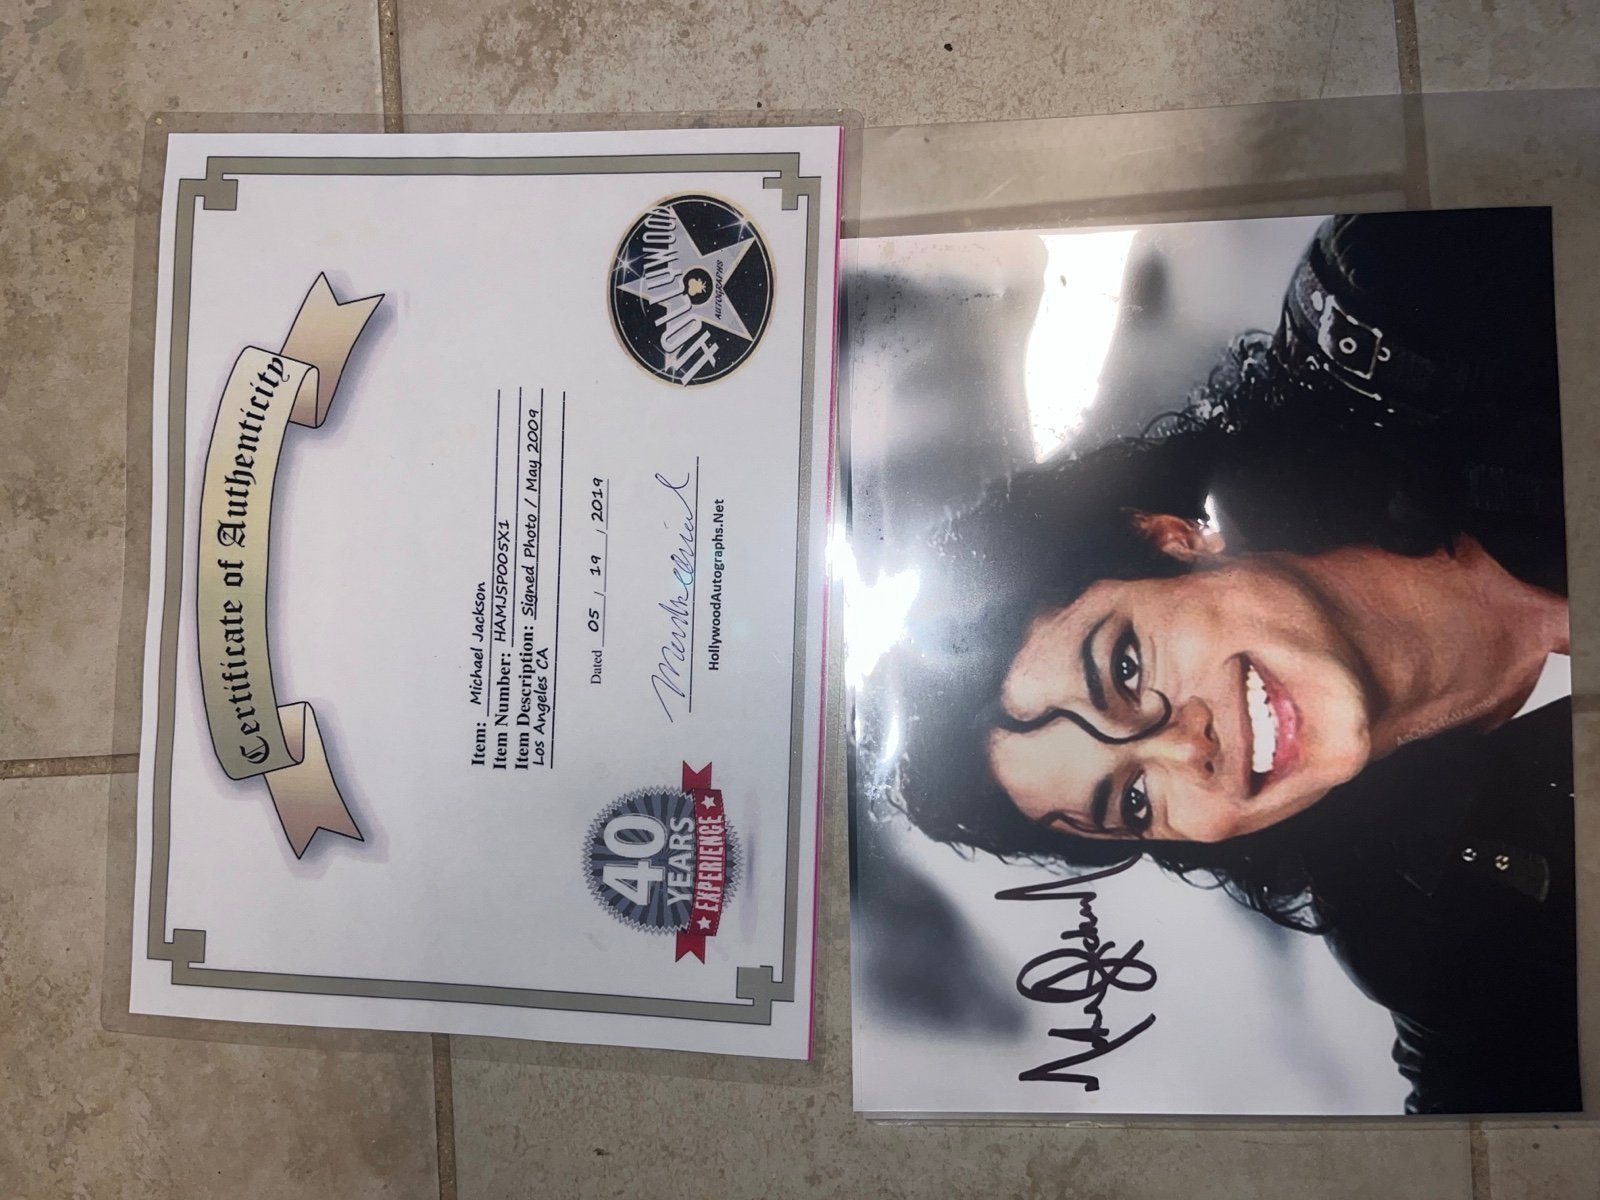 Certificate of Authenticity
Item: Michael Jackson
Item Number: HAMJSP005X1
Item Description: Signed Photo / May 2009
Los Angeles CA
Dated 05 / 19 / 2019
HollywoodAutographs.Net
40
YEARS
EXPERIENCE
HOLLYWOOD
AUTOGRAPHS